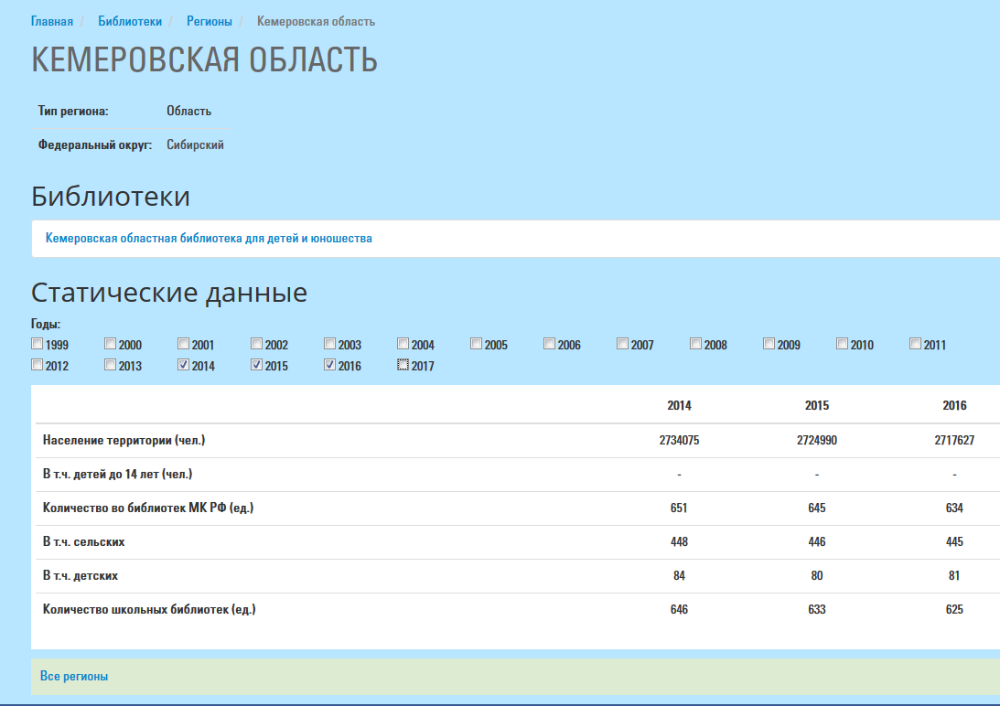 Главная / Библиотеки / Регионы / Кемеровская область
КЕМЕРОВСКАЯ ОБЛАСТЬ
Тип региона: Область
Федеральный округ: Сибирский
Библиотеки
Кемеровская областная библиотека для детей и юношества
Статические данные
Годы:
1999 2000 2001 2002 2003 2004 2005 2006 2007 2008 2009 2010 2011
2012 2013 2014 2015 2016 2017
2014 2015 2016
Население территории (чел.) 2734075 2724990 2717627
В т.ч. детей до 14 лет (чел.) - - -
Количество во библиотек МК РФ (ед.) 651 645 634
В т.ч. сельских 448 446 445
В т.ч. детских 84 80 81
Количество школьных библиотек (ед.) 646 633 625
Все регионы